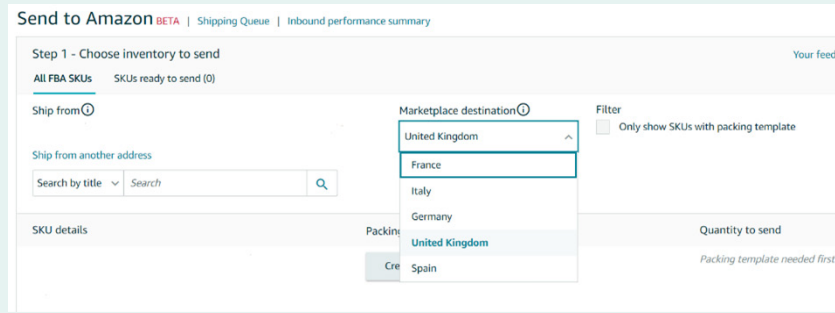 Send to Amazon BETA | Shipping Queue | Inbound performance summary
Step 1 - Choose inventory to send
Your feed
All FBA SKUs SKUs ready to send (0)
Ship from
Marketplace destination
Filter
United Kingdom
Only show SKUs with packing template
Ship from another address
France
Search by title Search
Italy
Germany
SKU details
Packing
Quantity to send
United Kingdom
Cre
Packing template needed first
Spain